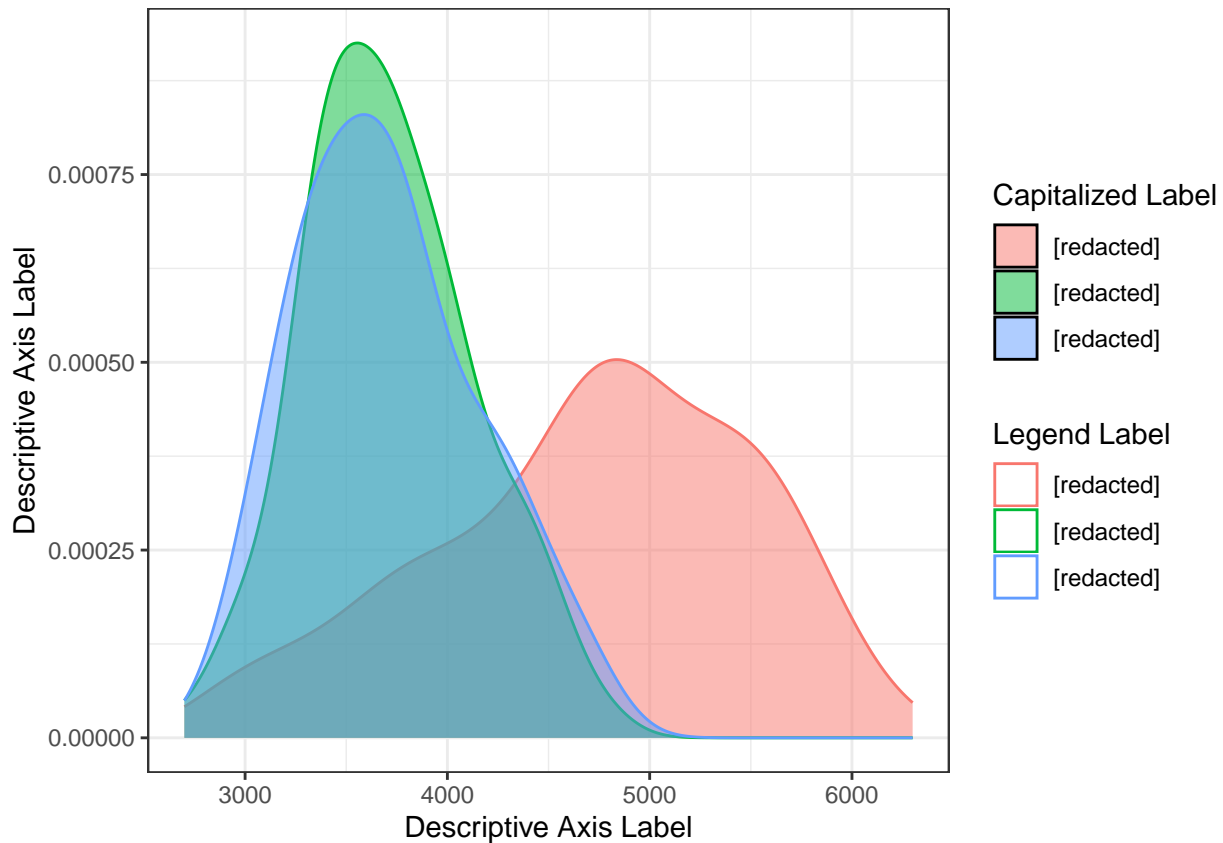 Descriptive Axis Label
0.00075
0.00050
0.00025
0.00000
3000 4000 5000 6000
Descriptive Axis Label
Capitalized Label
[redacted]
[redacted]
[redacted]
Legend Label
[redacted]
[redacted]
[redacted]